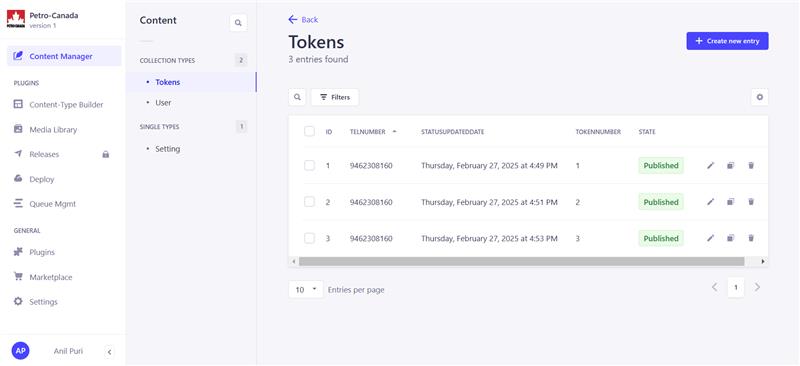 PETRO-CANADA
Petro-Canada
version 1
Content Manager
PLUGINS
Content-Type Builder
Media Library
Releases
Deploy
Queue Mgmt
GENERAL
Plugins
Marketplace
Settings
AP Anil Puri
Content
COLLECTION TYPES 2
Tokens
User
SINGLE TYPES 1
Setting
Back
Tokens
3 entries found
Create new entry
Filters
ID TELNUMBER STATUSUPDATEDDATE TOKENNUMBER STATE
1 9462308160 Thursday, February 27, 2025 at 4:49 PM 1 Published
2 9462308160 Thursday, February 27, 2025 at 4:51 PM 2 Published
3 9462308160 Thursday, February 27, 2025 at 4:53 PM 3 Published
10 Entries per page
1